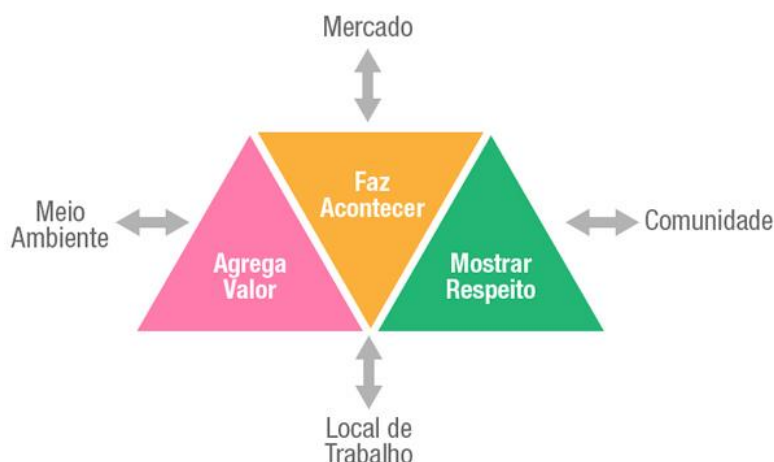 Mercado
Faz
Acontecer
Meio
Ambiente
Comunidade
Agrega
Valor
Mostrar
Respeito
Local de
Trabalho